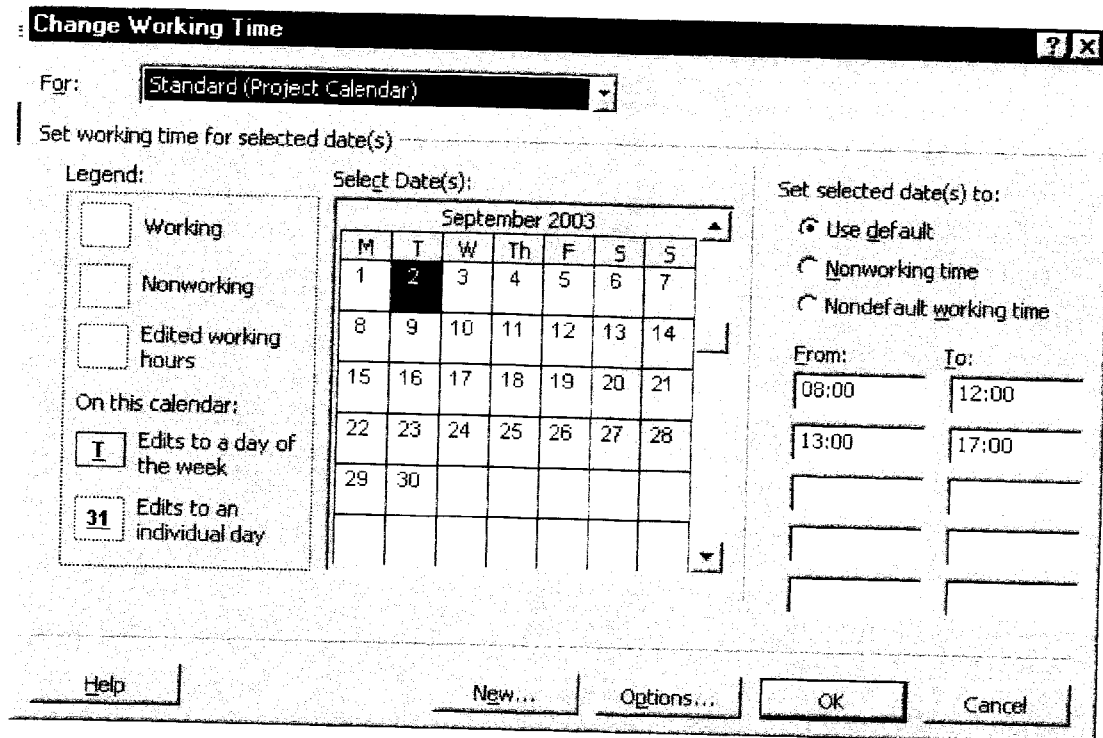 Change Working Time
For: Standard (Project Calendar)
Set working time for selected date(s)
Legend:
Working
Nonworking
Edited working
hours
On this calendar:
T Edits to a day of
the week
31 Edits to an
individual day
Select Date(s):
September 2003
M T W Th F S S
1 2 3 4 5 6 7
8 9 10 11 12 13 14
15 16 17 18 19 20 21
22 23 24 25 26 27 28
29 30
Set selected date(s) to:
Use default
Nonworking time
Nondefault working time
From: To:
08:00 12:00
13:00 17:00
Help New... Options... OK Cancel